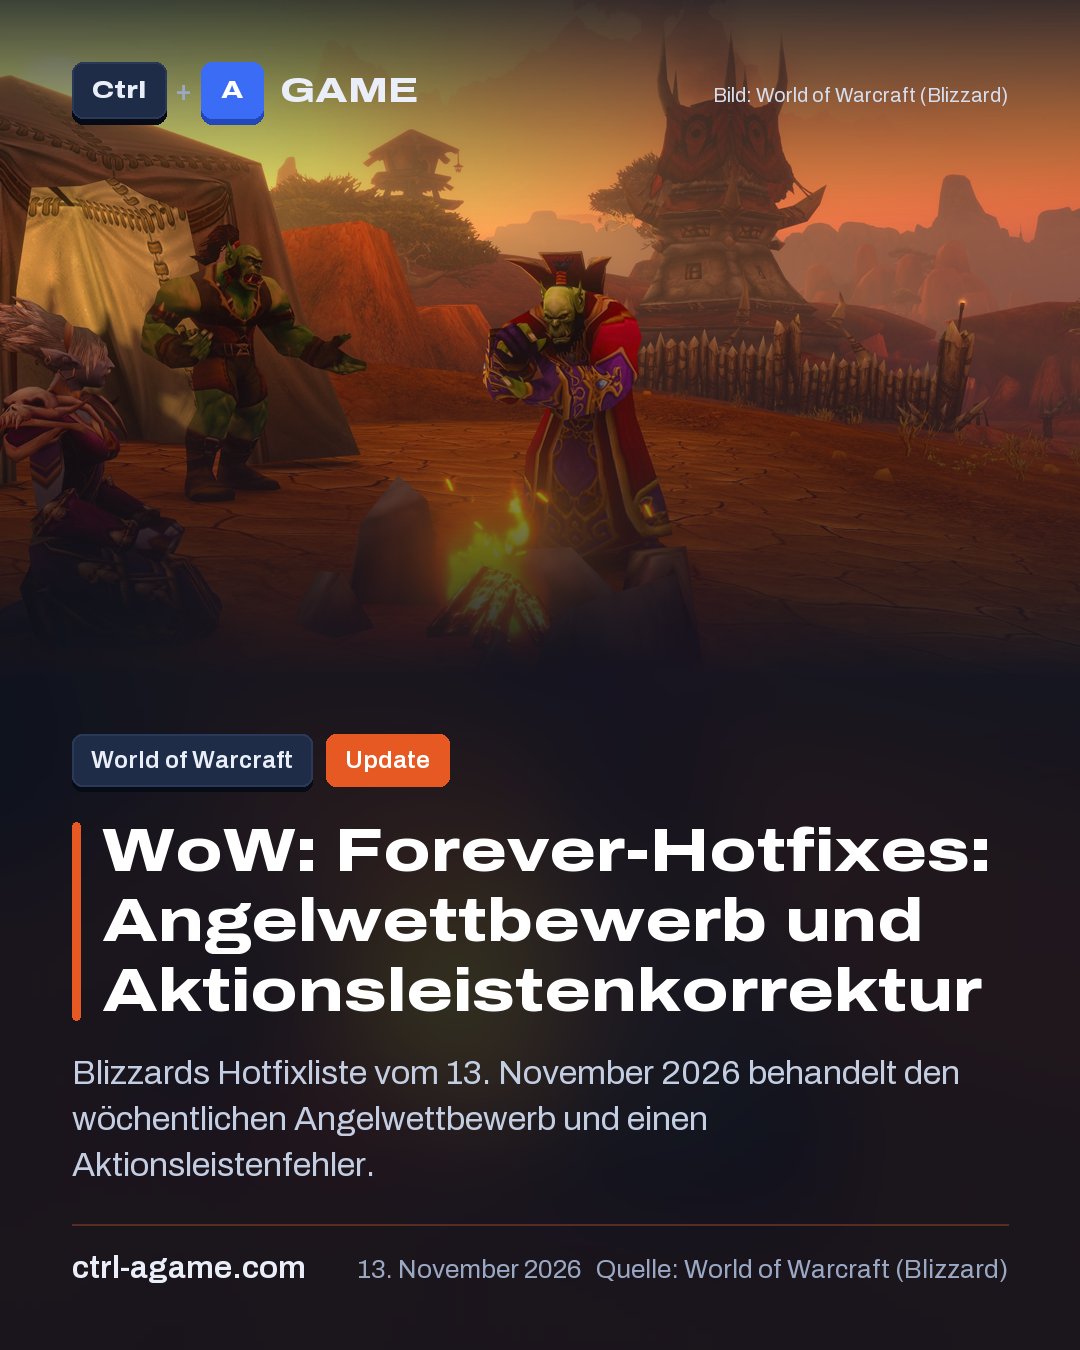 Ctrl + A GAME
Bild: World of Warcraft (Blizzard)
World of Warcraft
Update
WoW: Forever-Hotfixes:
Angelwettbewerb und
Aktionsleistenkorrektur
Blizzards Hotfixliste vom 13. November 2026 behandelt den
wöchentlichen Angelwettbewerb und einen
Aktionsleistenfehler.
ctrl-agame.com
13. November 2026 Quelle: World of Warcraft (Blizzard)